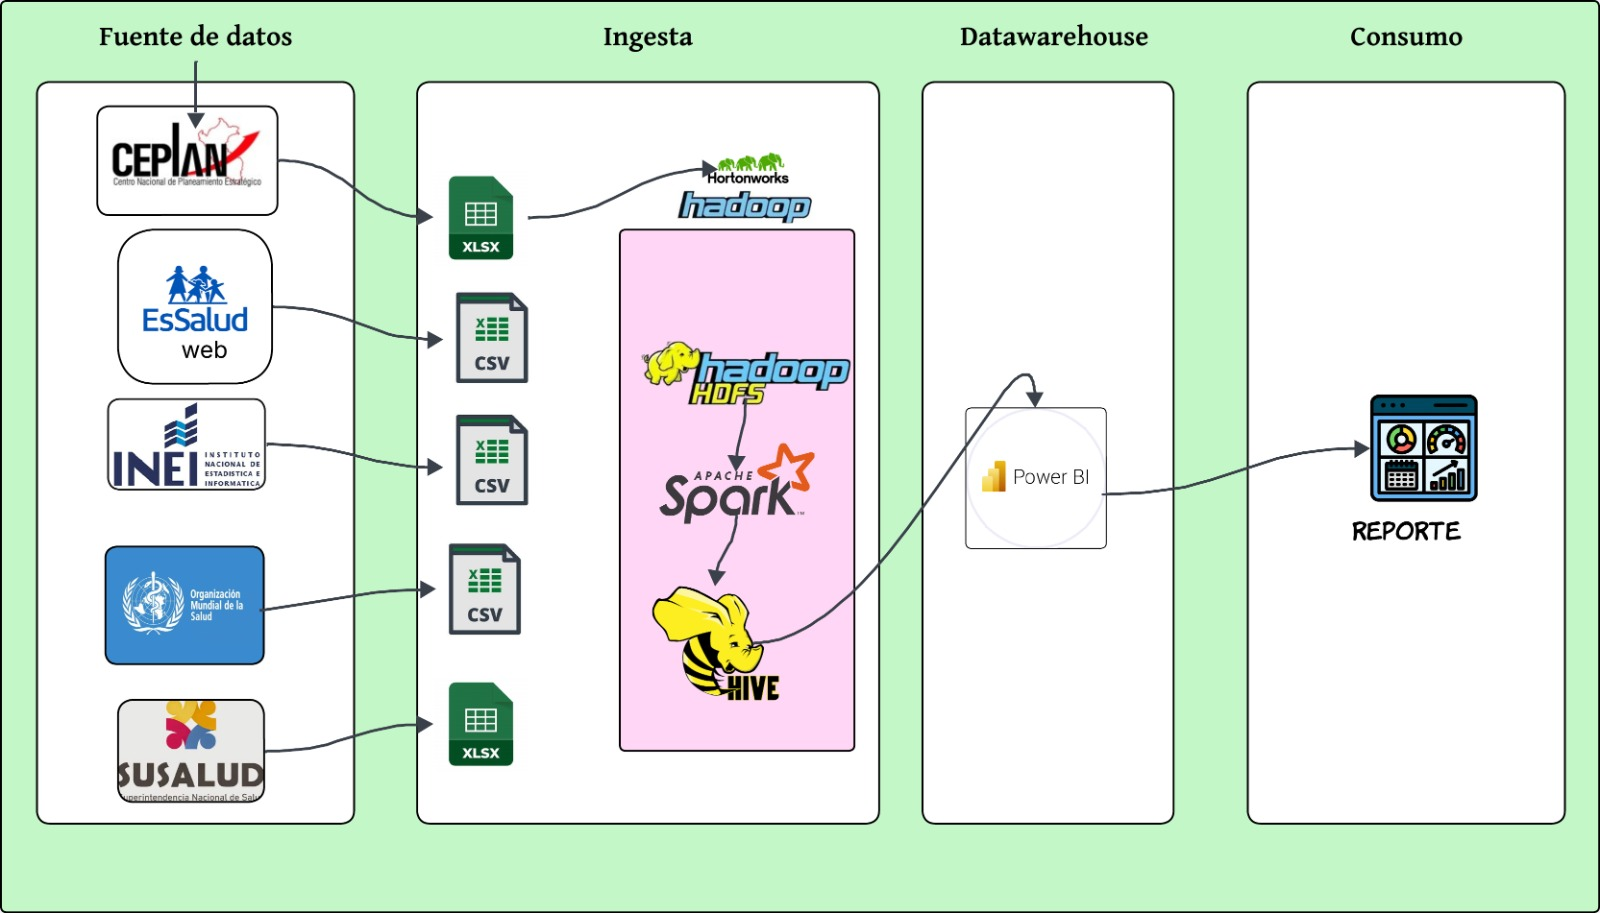 Fuente de datos
Ingesta
Datawarehouse
Consumo
CEPLAN
Centro Nacional de Planeamiento Estratégico
EsSalud
web
INEI
INSTITUTO
NACIONAL DE
ESTADISTICA E
INFORMATICA
Organización
Mundial de la
Salud
SUSALUD
uperintendencia Nacional de Salu
XLSX
X
CSV
X
CSV
X
CSV
XLSX
Hortonworks
hadoop
hadoop
HDFS
APACHE
Spark
TM
HIVE
Power BI
REPORTE